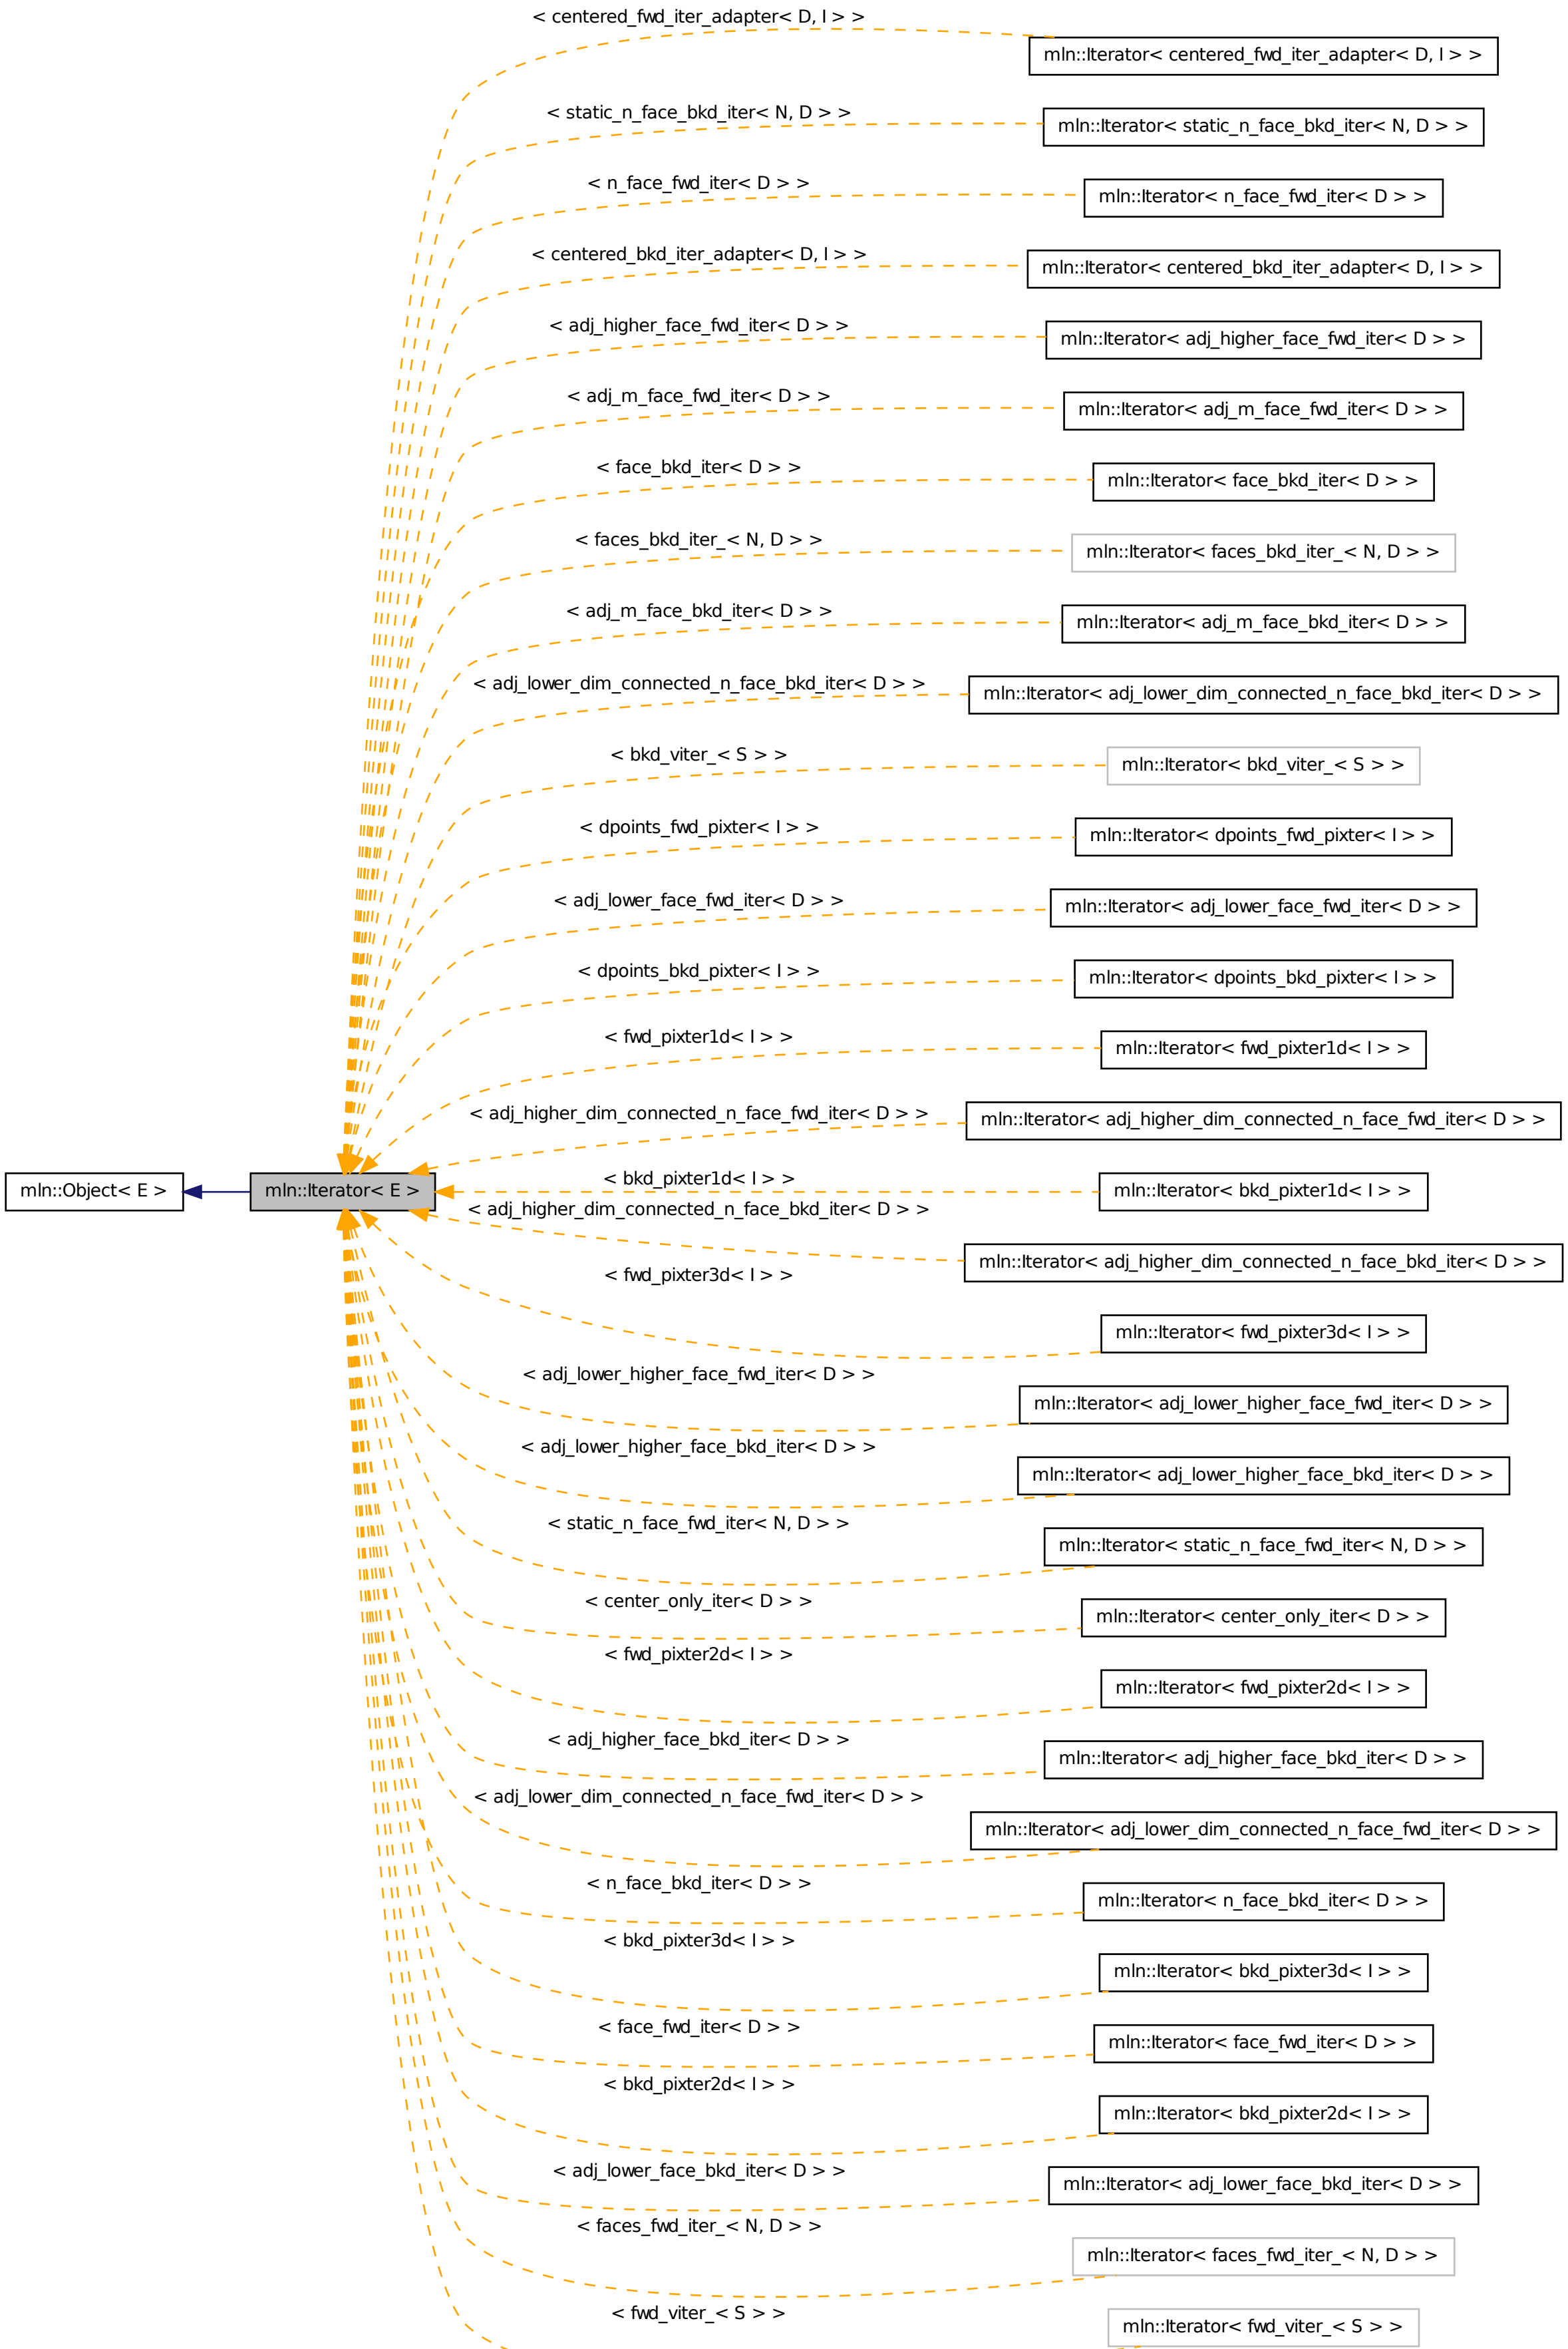 < centered_fwd_iter_adapter< D, I > >
mln::Iterator< centered_fwd_iter_adapter< D, I > >
< static_n_face_bkd_iter< N, D > >
mln::Iterator< static_n_face_bkd_iter< N, D > >
< n_face_fwd_iter< D > >
mln::Iterator< n_face_fwd_iter< D > >
< centered_bkd_iter_adapter< D, I > >
mln::Iterator< centered_bkd_iter_adapter< D, I > >
< adj_higher_face_fwd_iter< D > >
mln::Iterator< adj_higher_face_fwd_iter< D > >
< adj_m_face_fwd_iter< D > >
mln::Iterator< adj_m_face_fwd_iter< D > >
< face_bkd_iter< D > >
mln::Iterator< face_bkd_iter< D > >
< faces_bkd_iter_< N, D > >
mln::Iterator< faces_bkd_iter_< N, D > >
< adj_m_face_bkd_iter< D > >
mln::Iterator< adj_m_face_bkd_iter< D > >
< adj_lower_dim_connected_n_face_bkd_iter< D > >
mln::Iterator< adj_lower_dim_connected_n_face_bkd_iter< D > >
< bkd_viter_< S > >
mln::Iterator< bkd_viter_< S > >
< dpoints_fwd_pixter< I > >
mln::Iterator< dpoints_fwd_pixter< I > >
< adj_lower_face_fwd_iter< D > >
mln::Iterator< adj_lower_face_fwd_iter< D > >
< dpoints_bkd_pixter< I > >
mln::Iterator< dpoints_bkd_pixter< I > >
< fwd_pixter1d< I > >
mln::Iterator< fwd_pixter1d< I > >
< adj_higher_dim_connected_n_face_fwd_iter< D > >
mln::Iterator< adj_higher_dim_connected_n_face_fwd_iter< D > >
mln::Object< E >
mln::Iterator< E >
< bkd_pixter1d< I > >
mln::Iterator< bkd_pixter1d< I > >
< adj_higher_dim_connected_n_face_bkd_iter< D > >
mln::Iterator< adj_higher_dim_connected_n_face_bkd_iter< D > >
< fwd_pixter3d< I > >
mln::Iterator< fwd_pixter3d< I > >
< adj_lower_higher_face_fwd_iter< D > >
mln::Iterator< adj_lower_higher_face_fwd_iter< D > >
< adj_lower_higher_face_bkd_iter< D > >
mln::Iterator< adj_lower_higher_face_bkd_iter< D > >
< static_n_face_fwd_iter< N, D > >
mln::Iterator< static_n_face_fwd_iter< N, D > >
< center_only_iter< D > >
mln::Iterator< center_only_iter< D > >
< fwd_pixter2d< I > >
mln::Iterator< fwd_pixter2d< I > >
< adj_higher_face_bkd_iter< D > >
mln::Iterator< adj_higher_face_bkd_iter< D > >
< adj_lower_dim_connected_n_face_fwd_iter< D > >
mln::Iterator< adj_lower_dim_connected_n_face_fwd_iter< D > >
< n_face_bkd_iter< D > >
mln::Iterator< n_face_bkd_iter< D > >
< bkd_pixter3d< I > >
mln::Iterator< bkd_pixter3d< I > >
< face_fwd_iter< D > >
mln::Iterator< face_fwd_iter< D > >
< bkd_pixter2d< I > >
mln::Iterator< bkd_pixter2d< I > >
< adj_lower_face_bkd_iter< D > >
mln::Iterator< adj_lower_face_bkd_iter< D > >
< faces_fwd_iter_< N, D > >
mln::Iterator< faces_fwd_iter_< N, D > >
< fwd_viter_< S > >
mln::Iterator< fwd_viter_< S > >